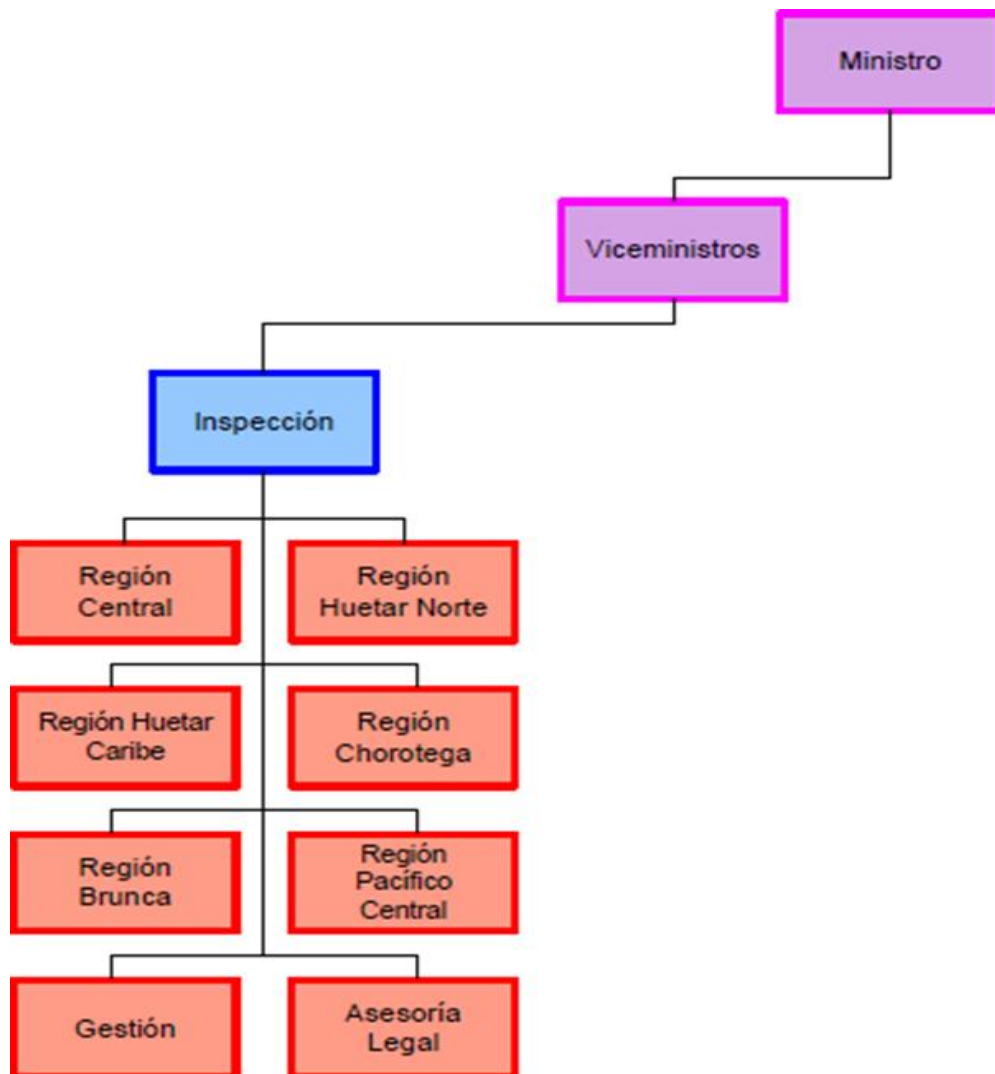 Ministro
Viceministros
Inspección
Región
Central
Región
Huetar Norte
Región Huetar
Caribe
Región
Chorotega
Región
Brunca
Región
Pacífico
Central
Gestión
Asesoría
Legal